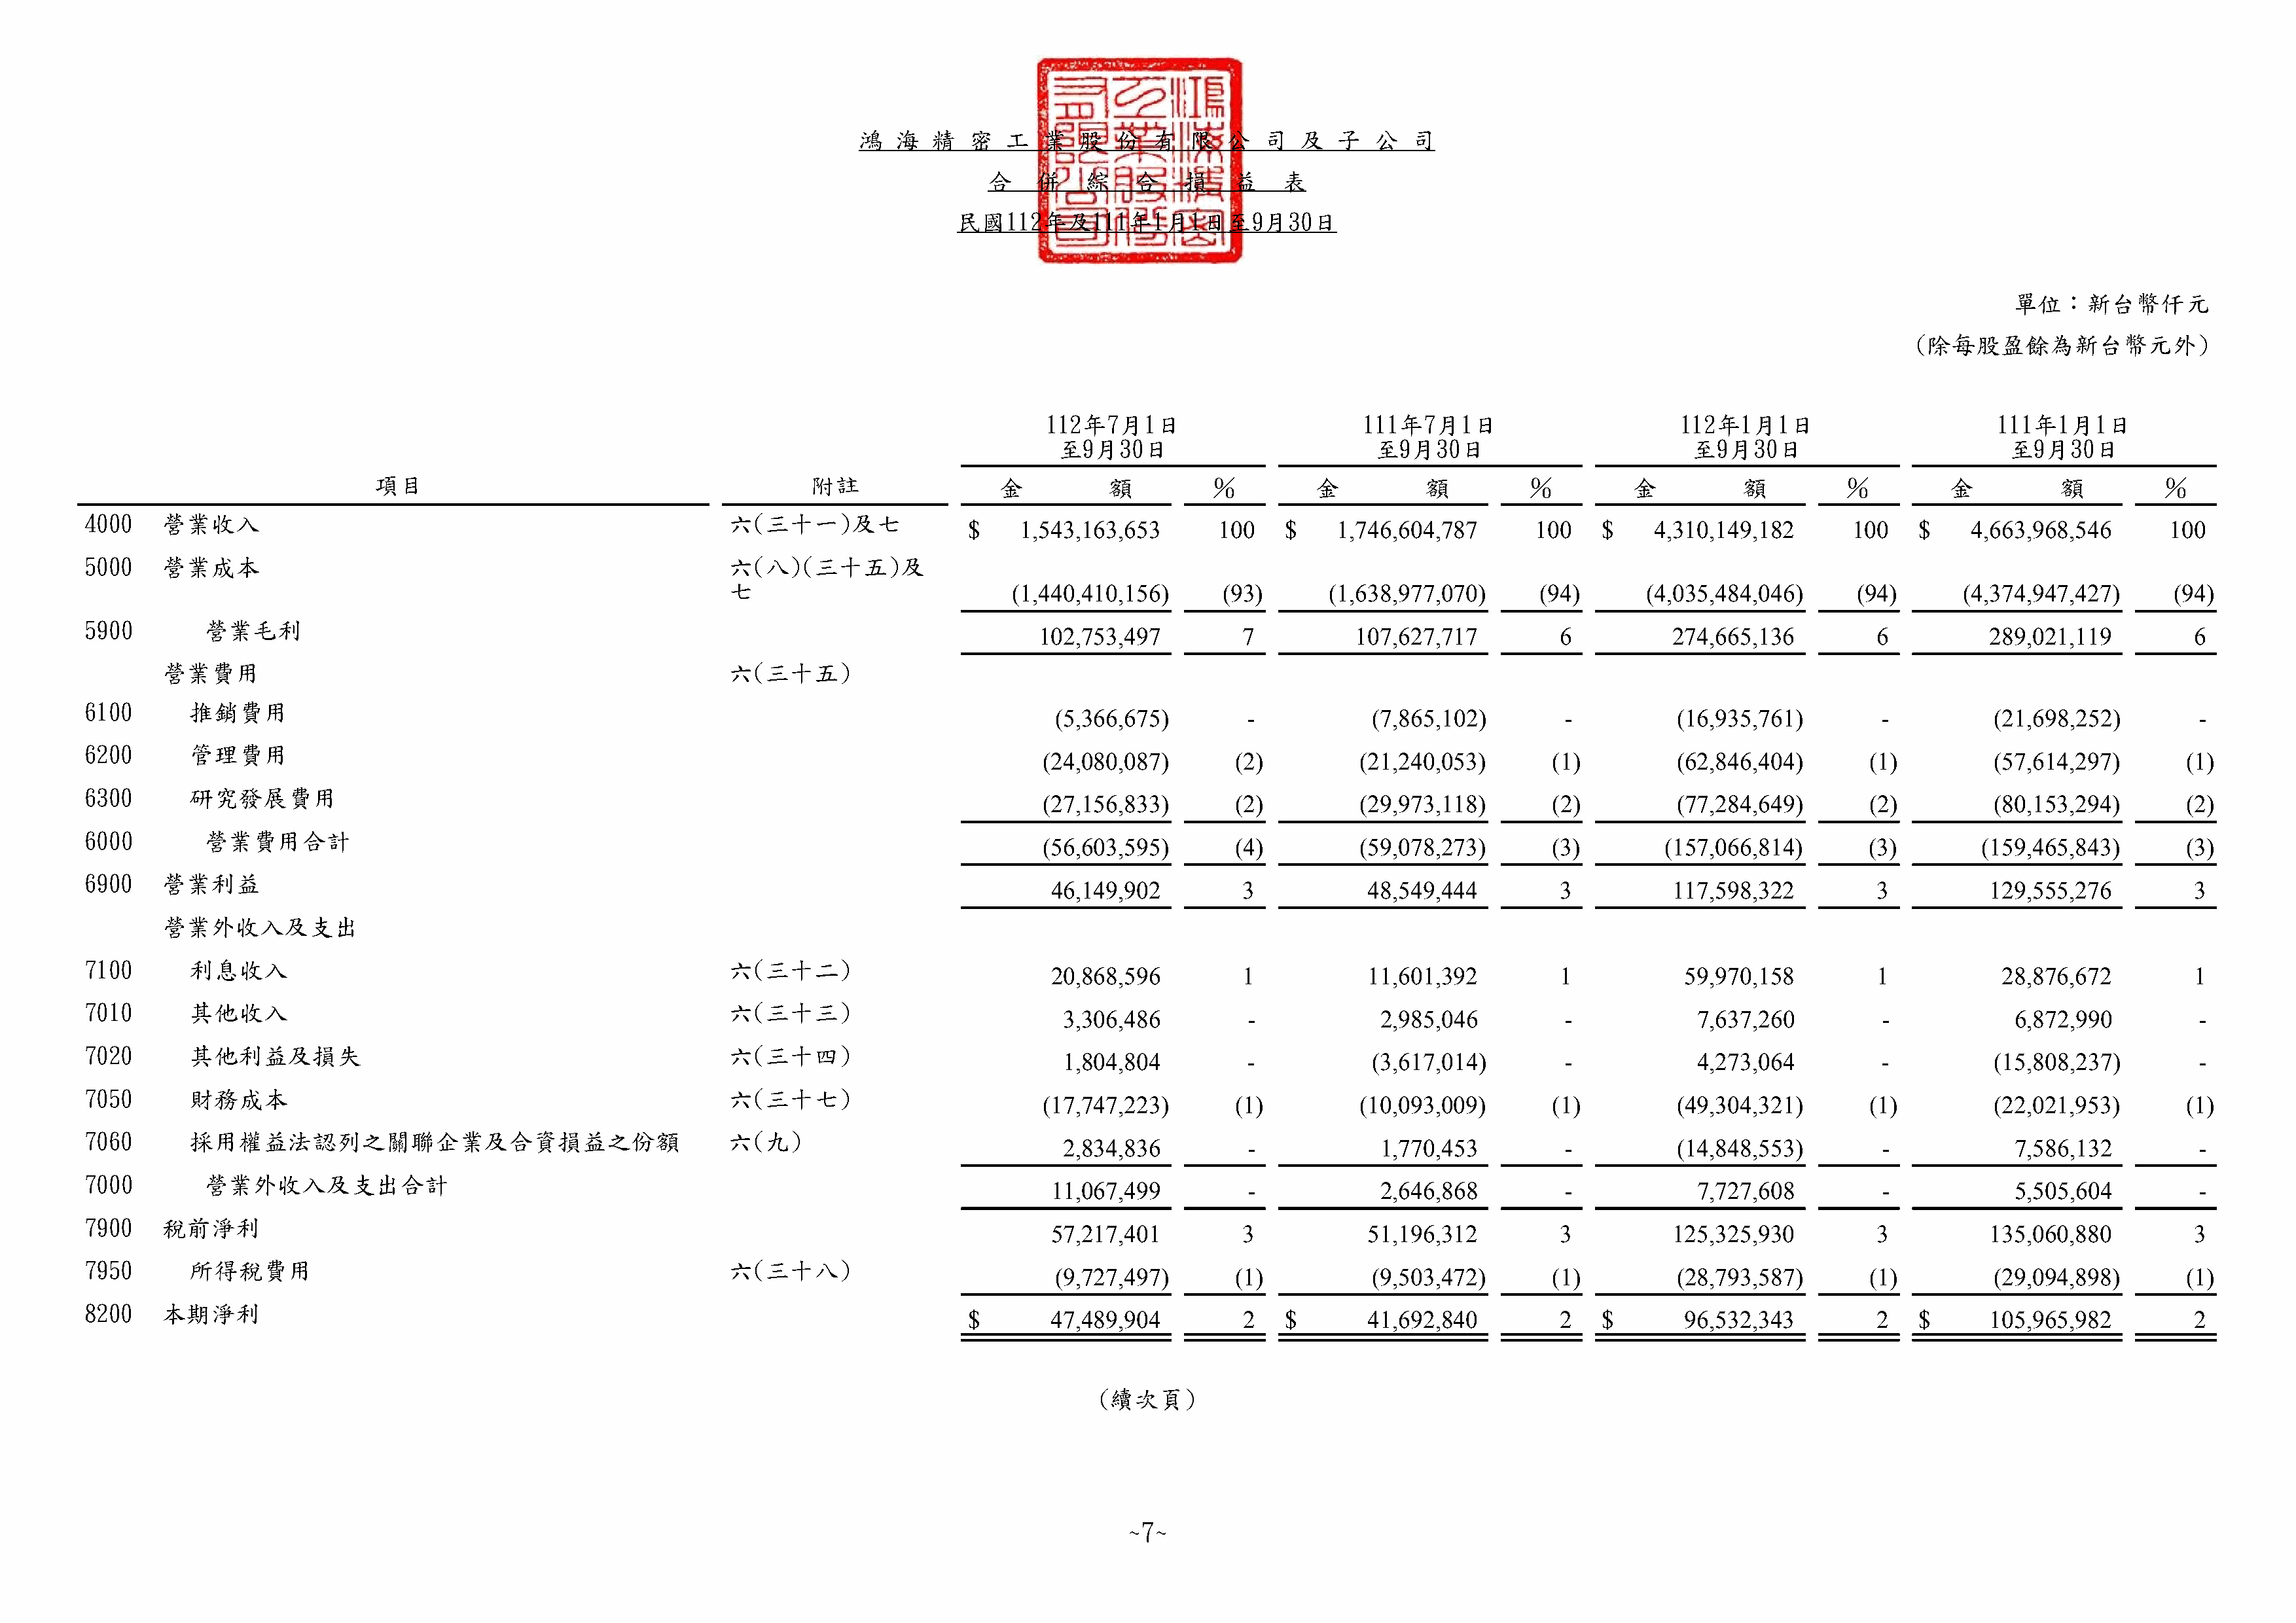 鴻海精密工業股份有限公司及子公司
合併綜合損益表
民國112年及111年1月1日至9月30日
單位：新台幣仟元
（除每股盈餘為新台幣元外）
112年7月1日 111年7月1日 112年1月1日 111年1月1日
至9月30日 至9月30日 至9月30日 至9月30日
項目 附註 金額 % 金額 % 金額 % 金額 %
4000 營業收入 六(三十一)及七 $ 1,543,163,653 100 $ 1,746,604,787 100 $ 4,310,149,182 100 $ 4,663,968,546 100
5000 營業成本 六(八)(三十五)及
七 (1,440,410,156) (93) (1,638,977,070) (94) (4,035,484,046) (94) (4,374,947,427) (94)
5900 營業毛利 102,753,497 7 107,627,717 6 274,665,136 6 289,021,119 6
營業費用 六(三十五)
6100 推銷費用 (5,366,675) - (7,865,102) - (16,935,761) - (21,698,252) -
6200 管理費用 (24,080,087) (2) (21,240,053) (1) (62,846,404) (1) (57,614,297) (1)
6300 研究發展費用 (27,156,833) (2) (29,973,118) (2) (77,284,649) (2) (80,153,294) (2)
6000 營業費用合計 (56,603,595) (4) (59,078,273) (3) (157,066,814) (3) (159,465,843) (3)
6900 營業利益 46,149,902 3 48,549,444 3 117,598,322 3 129,555,276 3
營業外收入及支出
7100 利息收入 六(三十二) 20,868,596 1 11,601,392 1 59,970,158 1 28,876,672 1
7010 其他收入 六(三十三) 3,306,486 - 2,985,046 - 7,637,260 - 6,872,990 -
7020 其他利益及損失 六(三十四) 1,804,804 - (3,617,014) - 4,273,064 - (15,808,237) -
7050 財務成本 六(三十七) (17,747,223) (1) (10,093,009) (1) (49,304,321) (1) (22,021,953) (1)
7060 採用權益法認列之關聯企業及合資損益之份額 六(九) 2,834,836 - 1,770,453 - (14,848,553) - 7,586,132 -
7000 營業外收入及支出合計 11,067,499 - 2,646,868 - 7,727,608 - 5,505,604 -
7900 稅前淨利 57,217,401 3 51,196,312 3 125,325,930 3 135,060,880 3
7950 所得稅費用 六(三十八) (9,727,497) (1) (9,503,472) (1) (28,793,587) (1) (29,094,898) (1)
8200 本期淨利 $ 47,489,904 2 $ 41,692,840 2 $ 96,532,343 2 $ 105,965,982 2
（續次頁）
~7~